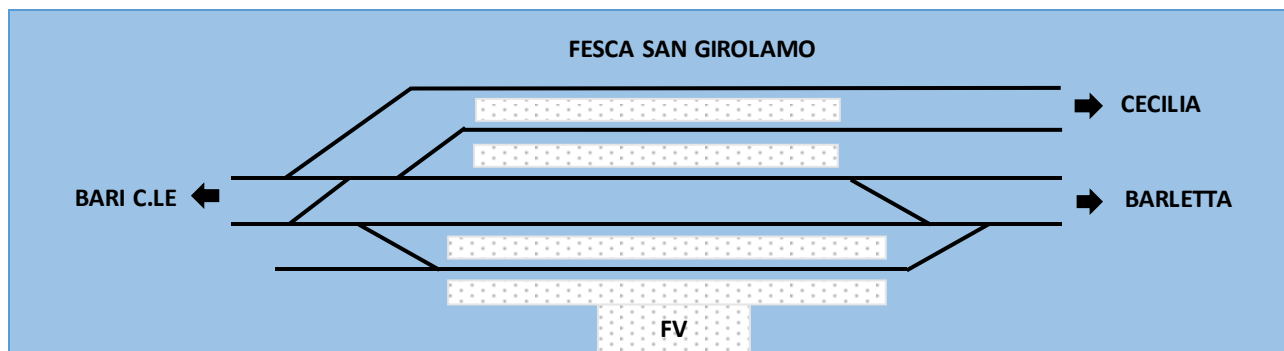 FESCA SAN GIROLAMO
CECILIA
BARI C.LE
BARLETTA
FV